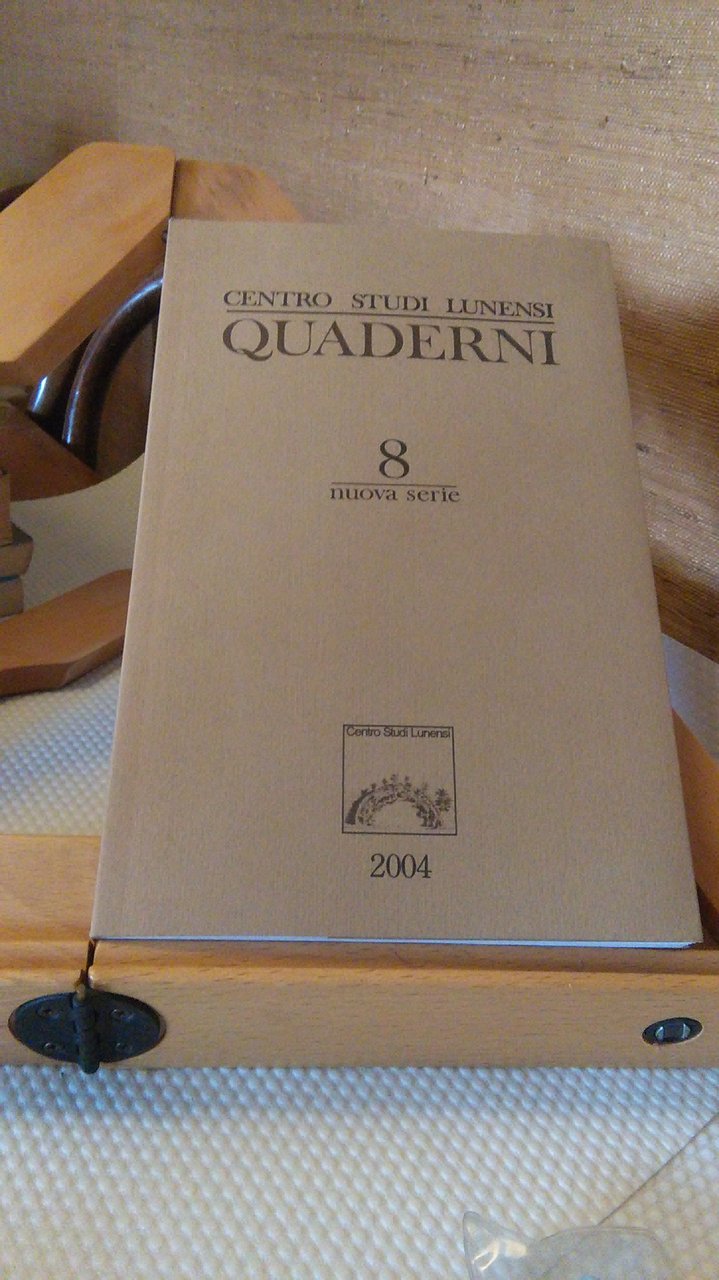 CENTRO STUDI LUNENSI
QUADERNI
8
nuova serie
Centro Studi Lunensi
2004